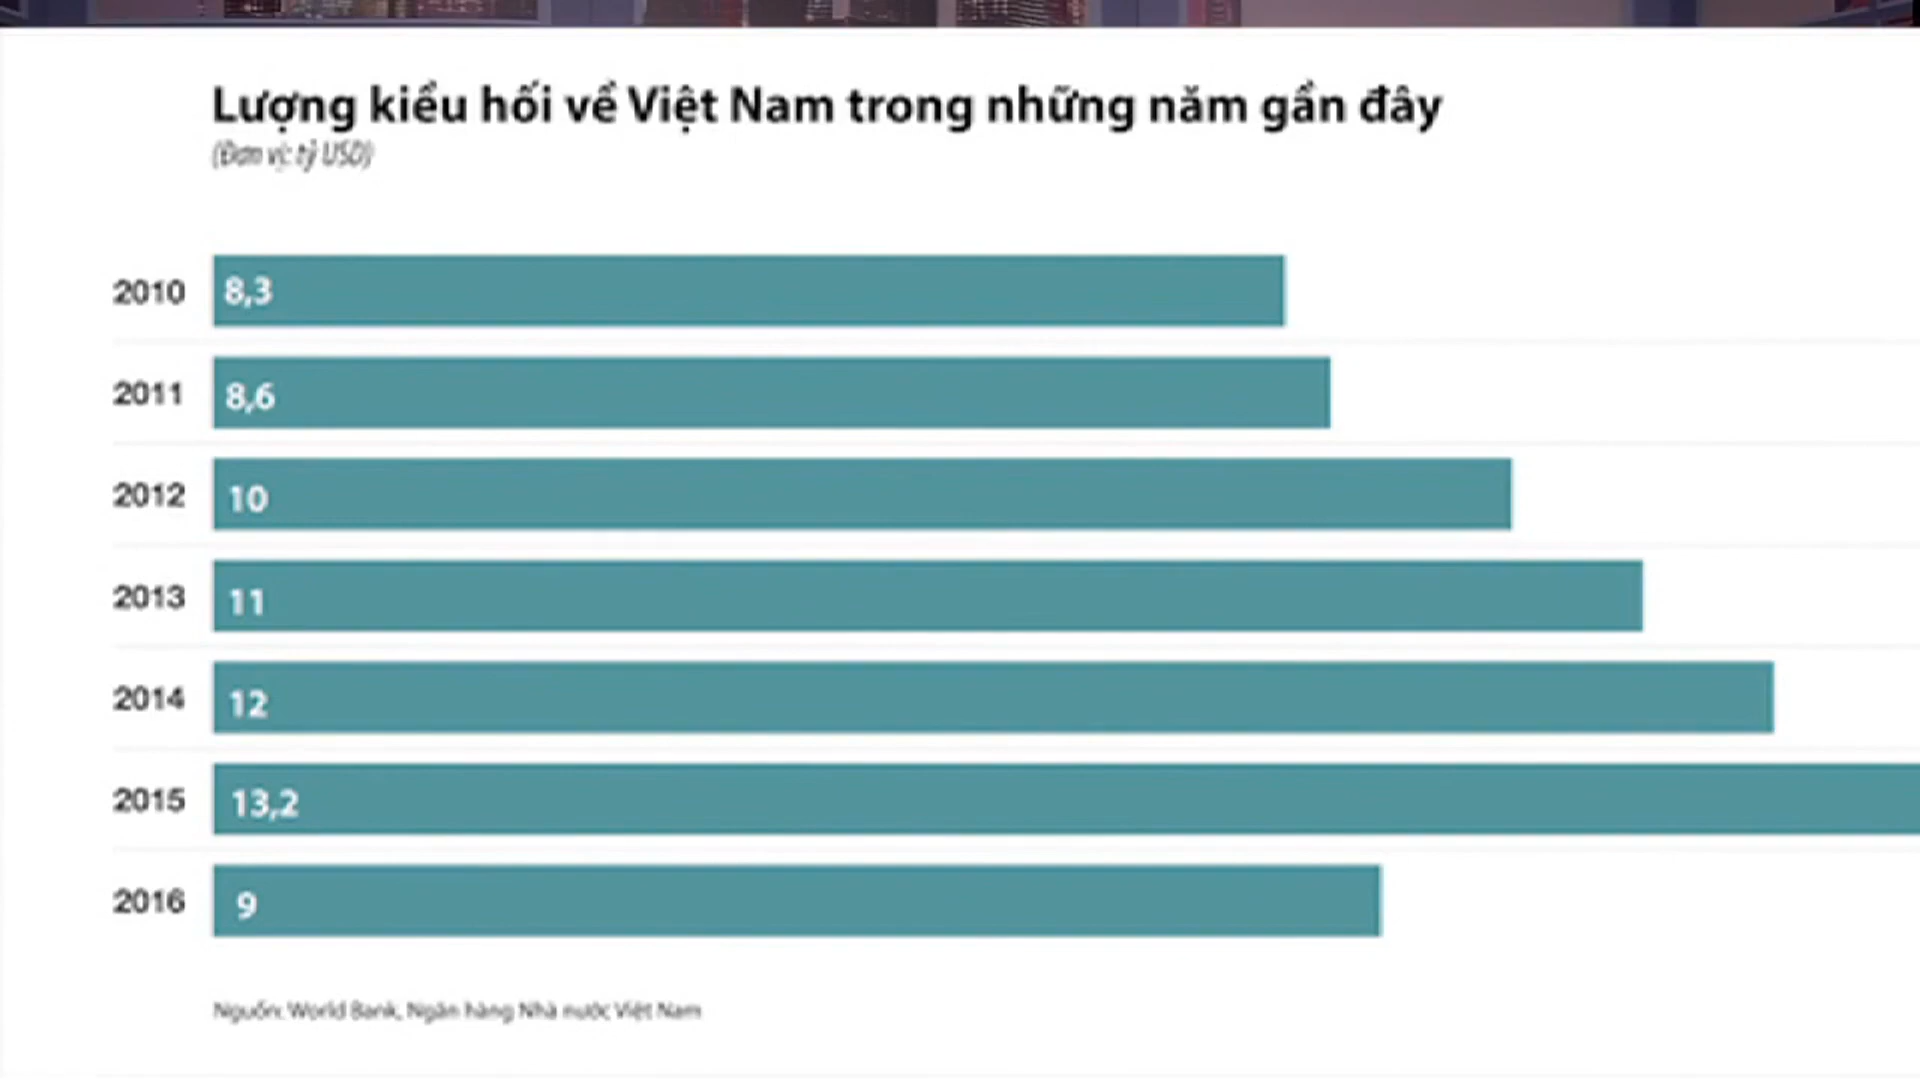 Lượng kiều hối về Việt Nam trong những năm gần đây
(Đơn vị: tỷ USD)
2010 8,3
2011 8,6
2012 10
2013 11
2014 12
2015 13,2
2016 9
Nguồn: World Bank, Ngân hàng Nhà nước Việt Nam